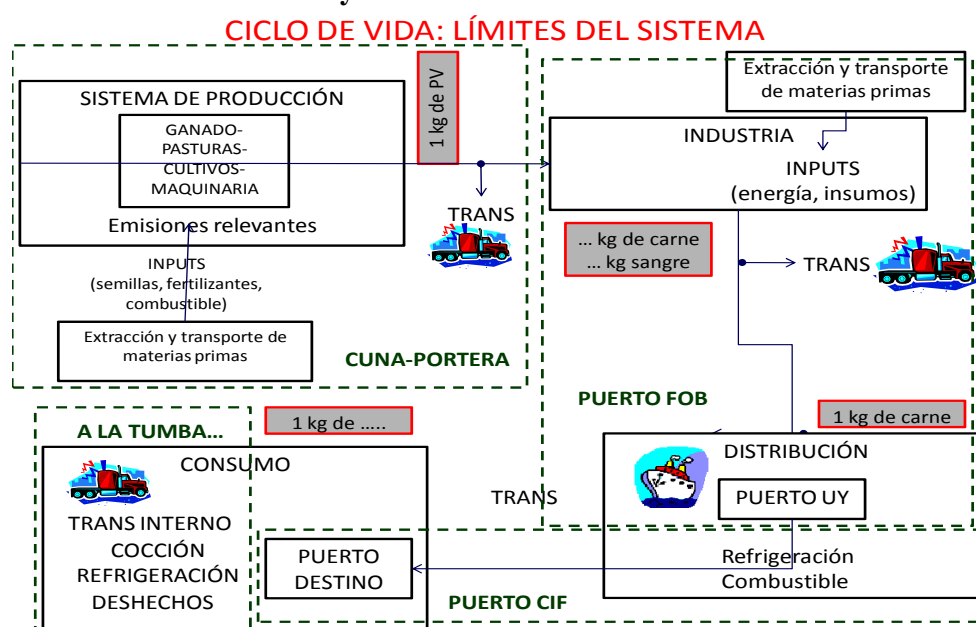 y
CICLO DE VIDA: LÍMITES DEL SISTEMA
SISTEMA DE PRODUCCIÓN
GANADO-
PASTURAS-
CULTIVOS-
MAQUINARIA
Emisiones relevantes
INPUTS
(semillas, fertilizantes,
combustible)
Extracción y transporte de
materias primas
CUNA-PORTERA
1 kg de PV
TRANS
Extracción y transporte
de materias primas
INDUSTRIA
INPUTS
(energía, insumos)
... kg de carne
... kg sangre
TRANS
PUERTO FOB
1 kg de carne
DISTRIBUCIÓN
PUERTO UY
Refrigeración
Combustible
TRANS
PUERTO
DESTINO
PUERTO CIF
1 kg de .....
A LA TUMBA...
CONSUMO
TRANS INTERNO
COCCIÓN
REFRIGERACIÓN
DESHECHOS